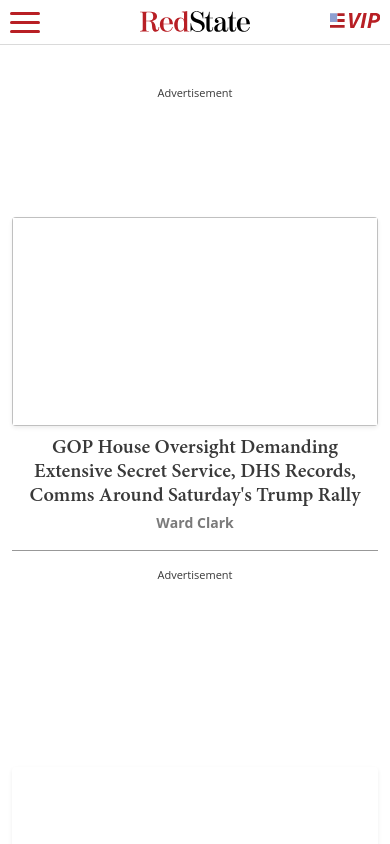 RedState
VIP
Advertisement
GOP House Oversight Demanding
Extensive Secret Service, DHS Records,
Comms Around Saturday's Trump Rally
Ward Clark
Advertisement